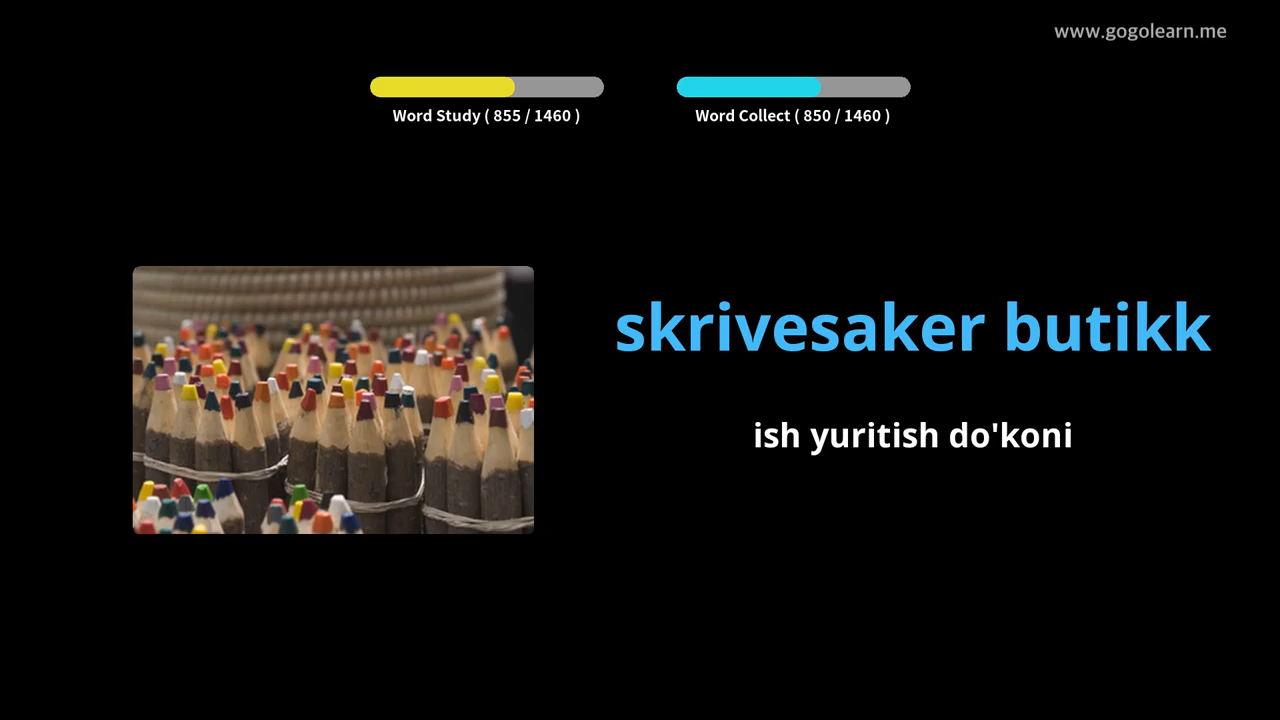 www.gogolearn.me
Word Study ( 855 / 1460 )
Word Collect ( 850 / 1460 )
skrivesaker butikk
ish yuritish do'koni